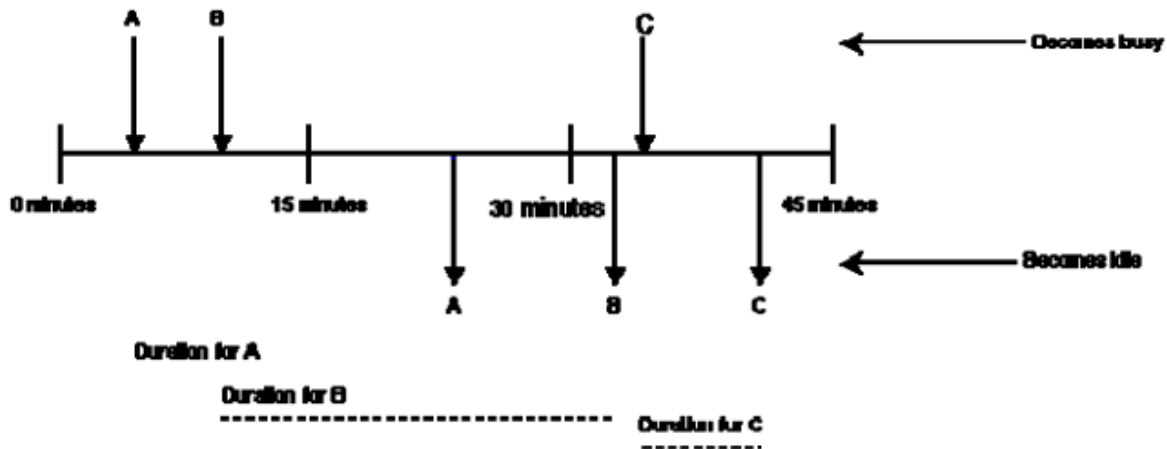 A B C
Becomes busy
0 minutes 15 minutes 30 minutes 45 minutes
Becomes idle
A B C
Duration for A
Duration for B
Duration for C